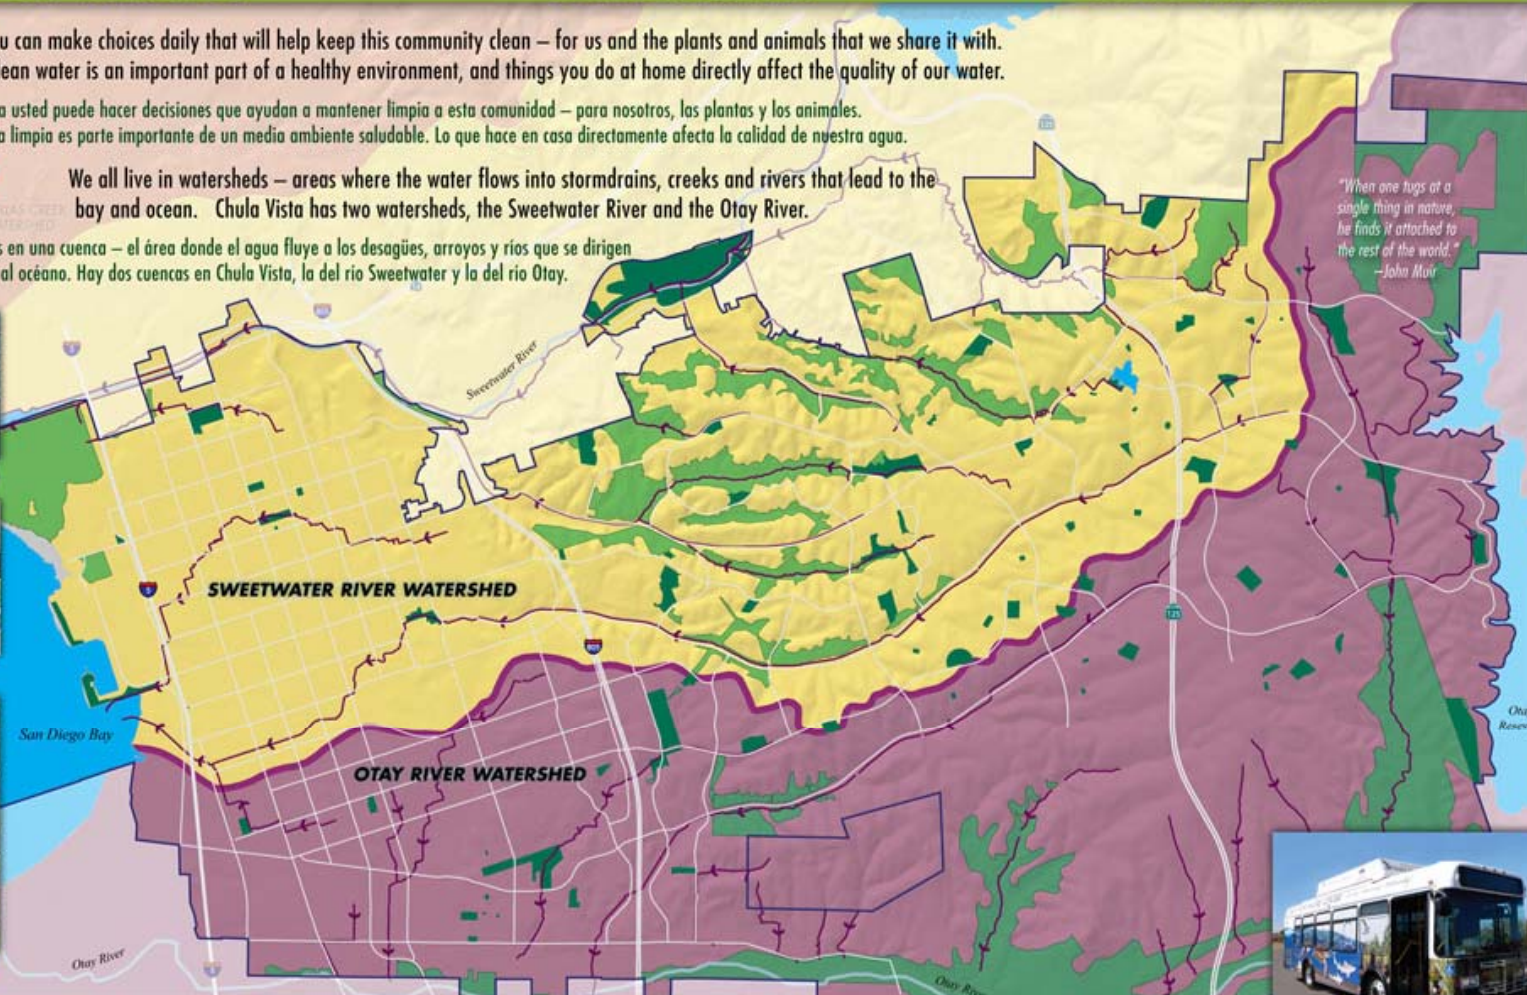 u can make choices daily that will help keep this community clean – for us and the plants and animals that we share it with.
lean water is an important part of a healthy environment, and things you do at home directly affect the quality of our water.
a usted puede hacer decisiones que ayudan a mantener limpia a esta comunidad – para nosotros, las plantas y los animales.
a limpia es parte importante de un medio ambiente saludable. Lo que hace en casa directamente afecta la calidad de nuestra agua.
We all live in watersheds – areas where the water flows into stormdrains, creeks and rivers that lead to the
bay and ocean. Chula Vista has two watersheds, the Sweetwater River and the Otay River.
s en una cuenca – el área donde el agua fluye a los desagües, arroyos y ríos que se dirigen
al océano. Hay dos cuencas en Chula Vista, la del rio Sweetwater y la del rio Otay.
"When one tugs at a
single thing in nature,
he finds it attached to
the rest of the world."
–John Muir
125
805
5
Sweetwater River
5
SWEETWATER RIVER WATERSHED
805
125
San Diego Bay
OTAY RIVER WATERSHED
Ota
Reser
Otay River
5
Otay Rive